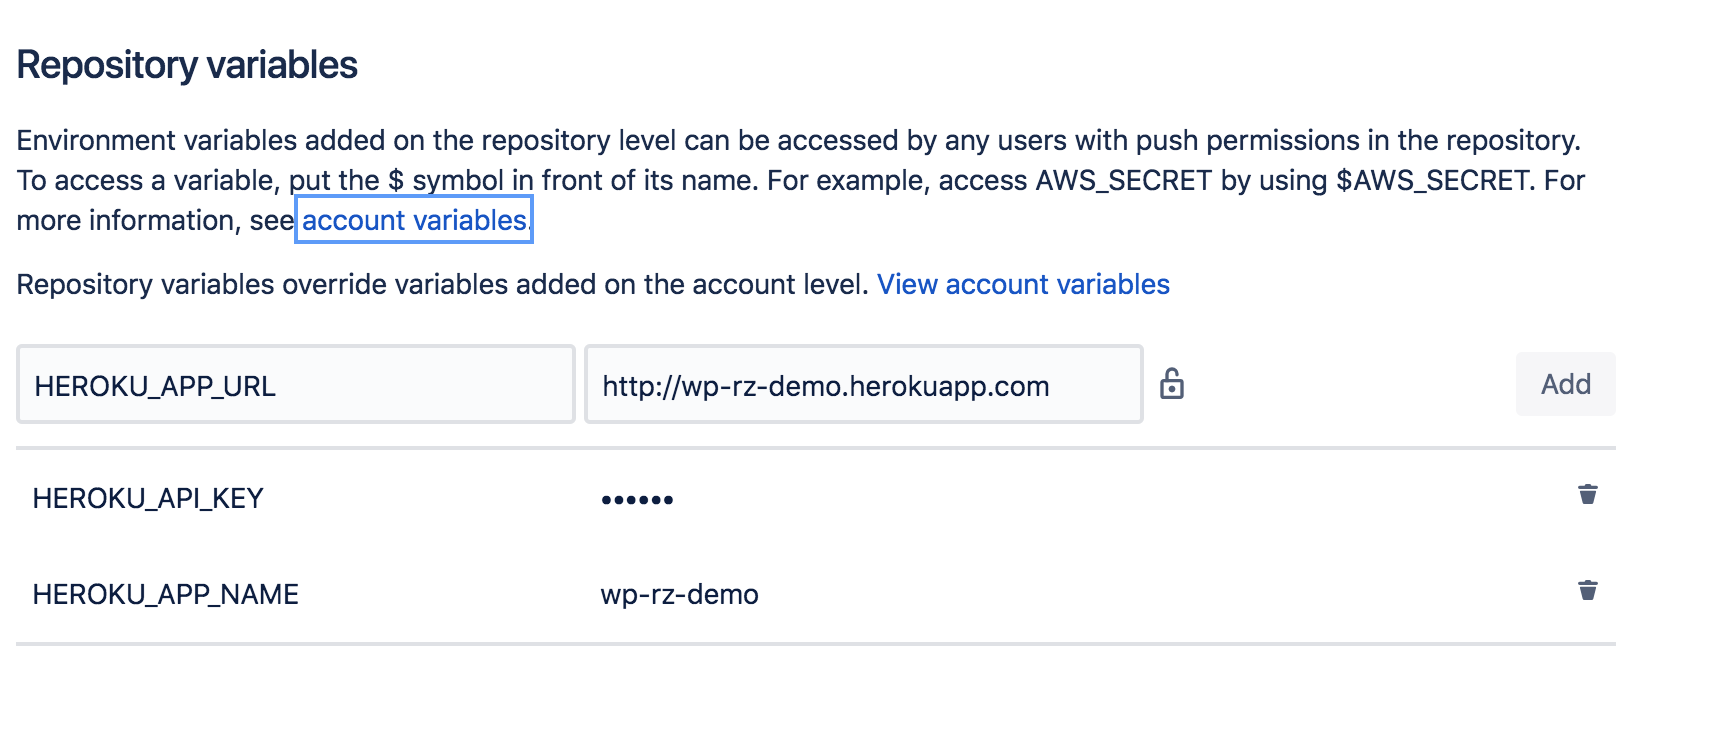 Repository variables
Environment variables added on the repository level can be accessed by any users with push permissions in the repository.
To access a variable, put the $ symbol in front of its name. For example, access AWS_SECRET by using $AWS_SECRET. For
more information, see account variables.
Repository variables override variables added on the account level. View account variables
HEROKU_APP_URL http://wp-rz-demo.herokuapp.com Add
HEROKU_API_KEY ••••••
HEROKU_APP_NAME wp-rz-demo